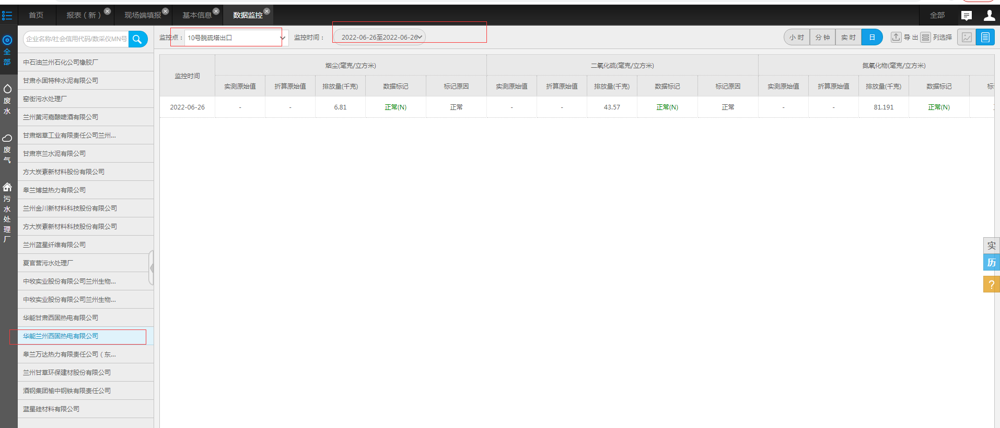 首页
报表（新）
现场端填报
基本信息
数据监控
全部
全
部
废
水
废
气
污
水
处
理
厂
企业名称/社会信用代码/数采仪MN号
中石油兰州石化公司橡胶厂
甘肃永固特种水泥有限公司
窑街污水处理厂
兰州黄河嘉酿啤酒有限公司
甘肃烟草工业有限责任公司兰州...
甘肃京兰水泥有限公司
方大炭素新材料股份有限公司
皋兰博益热力有限公司
兰州金川新材料科技股份有限公司
方大炭素新材料科技股份有限公司
兰州蓝星纤维有限公司
夏官营污水处理厂
中牧实业股份有限公司兰州生物...
中牧实业股份有限公司兰州生物...
华能甘肃西固热电有限公司
华能兰州西固热电有限公司
皋兰万达热力有限责任公司（东...
兰州甘草环保建材股份有限公司
酒钢集团榆中钢铁有限责任公司
蓝星硅材料有限公司
监控点： 10号脱硫塔出口 监控时间： 2022-06-26至2022-06-26
小时 分钟 实时 日 导出 列选择
监控时间 烟尘(毫克/立方米) 二氧化硫(毫克/立方米) 氮氧化物(毫克/立方米)
实测原始值 折算原始值 排放量(千克) 数据标记 标记原因 实测原始值 折算原始值 排放量(千克) 数据标记 标记原因 实测原始值 折算原始值 排放量(千克) 数据标记 标
2022-06-26 - - 6.81 正常(N) 正常 - - 43.57 正常(N) 正常 - - 81.191 正常(N)
实
历
?